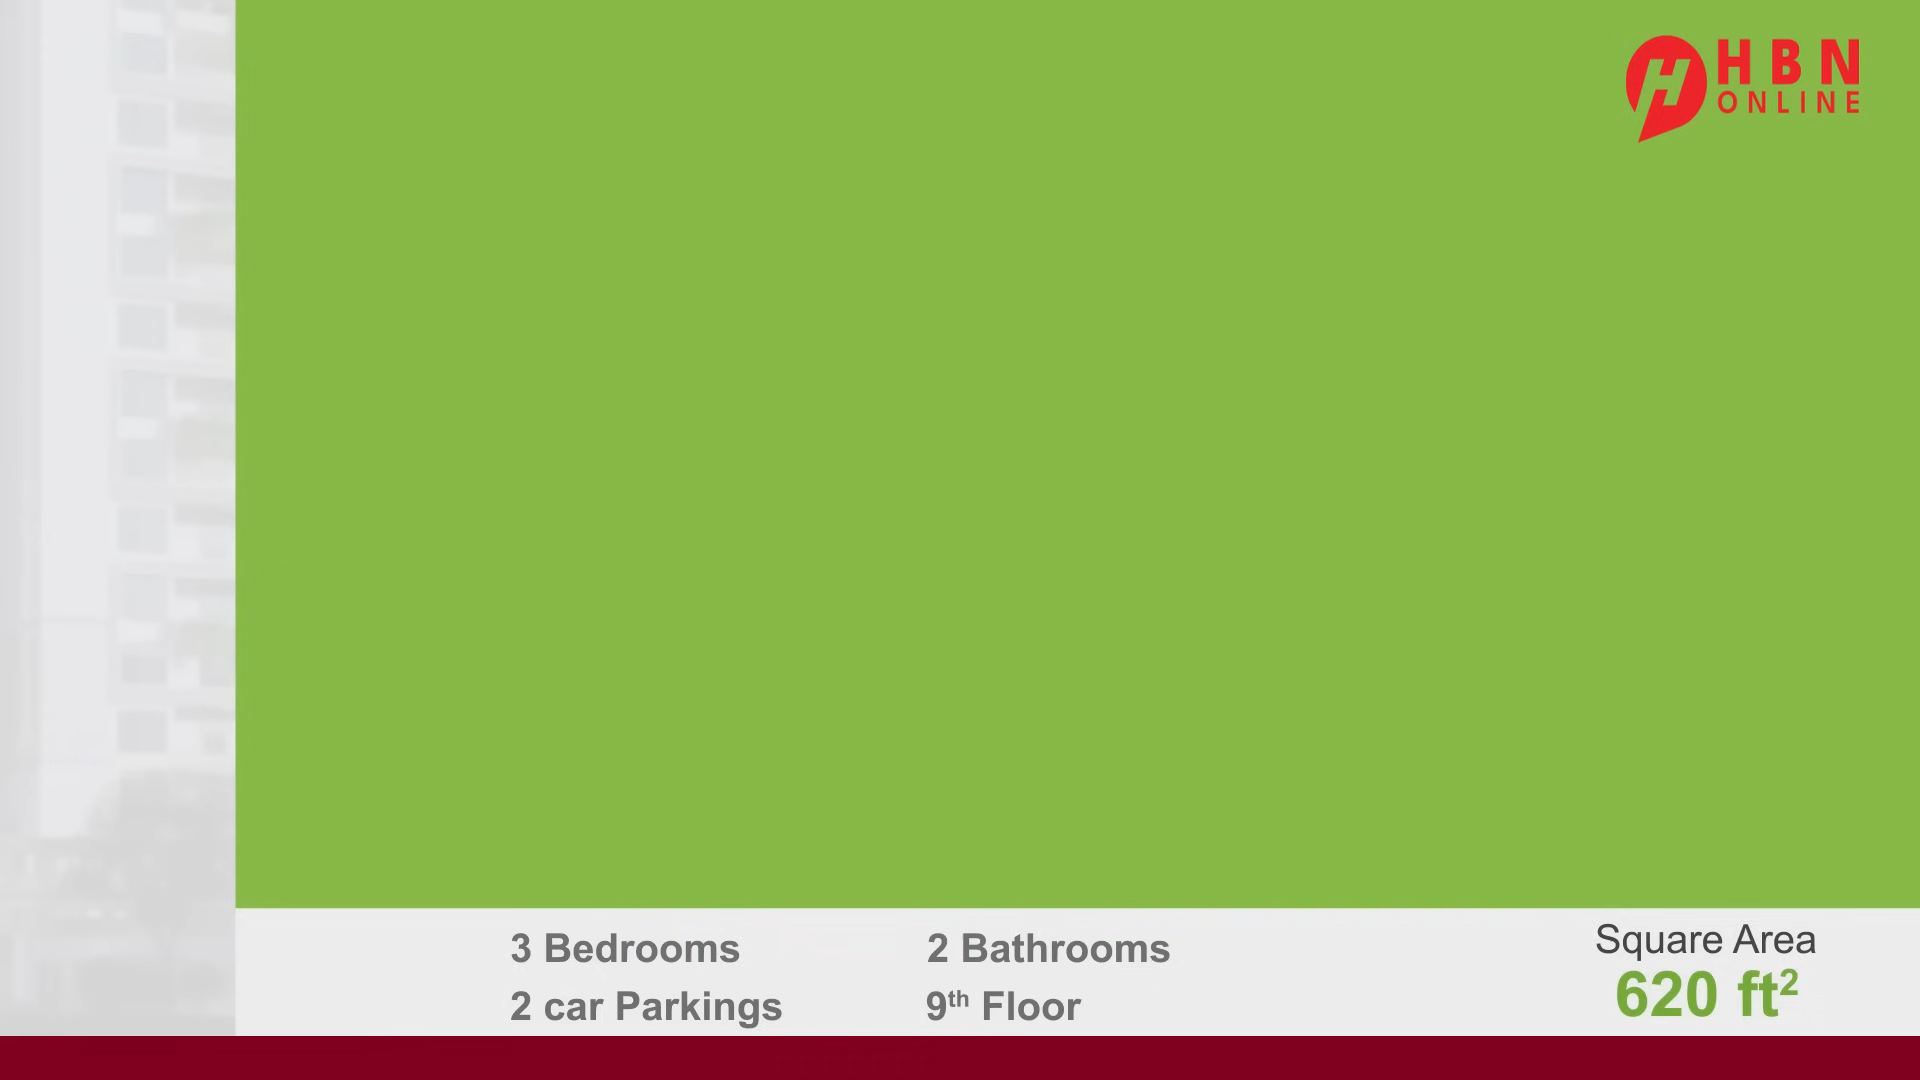 HBN
ONLINE
3 Bedrooms
2 Bathrooms
2 car Parkings
9th Floor
Square Area
620 ft²